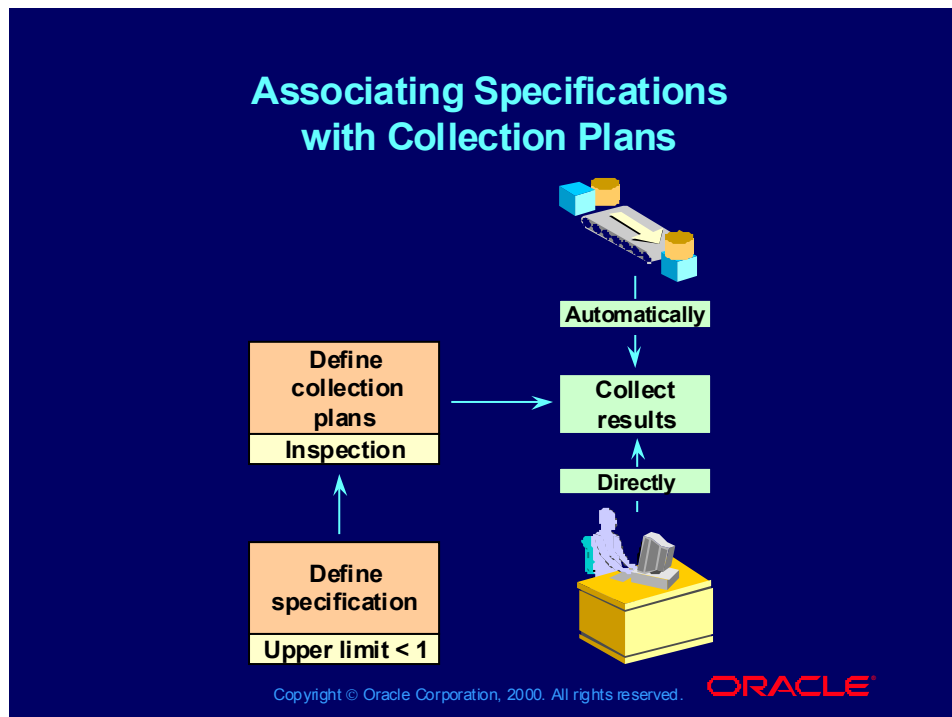 Associating Specifications
with Collection Plans
Automatically
Define
collection
plans
Inspection
Collect
results
Directly
Define
specification
Upper limit < 1
Copyright © Oracle Corporation, 2000. All rights reserved.
ORACLE®